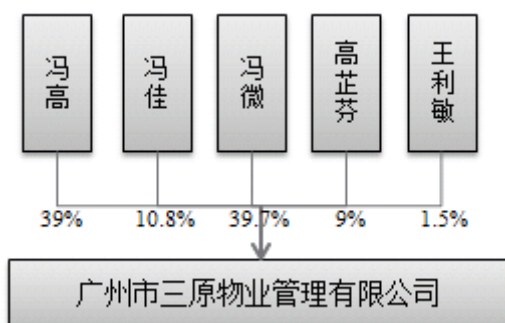 冯高
冯佳
冯微
高芷芬
王利敏
39%
10.8%
39.7%
9%
1.5%
广州市三原物业管理有限公司